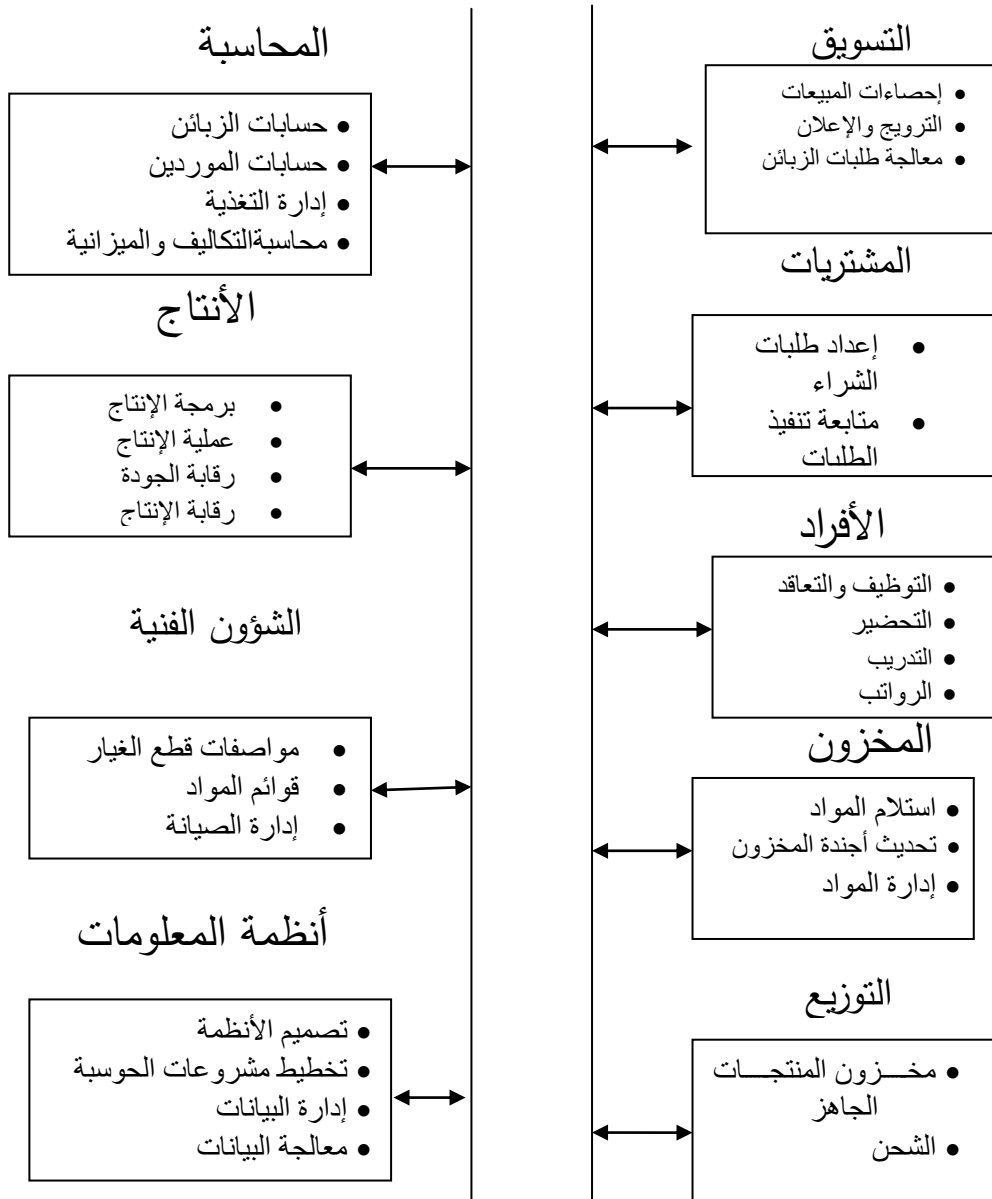 التسويق
• إحصاءات المبيعات
• الترويج والإعلان
• معالجة طلبات الزبائن
المشتريات
• إعداد طلبات
الشراء
• متابعة تنفيذ
الطلبات
الأفراد
• التوظيف والتعاقد
• التحضير
• التدريب
• الرواتب
المخزون
• استلام المواد
• تحديث أجندة المخزون
• إدارة المواد
التوزيع
• مخـــزون المنتجـــات
الجاهز
• الشحن
المحاسبة
• حسابات الزبائن
• حسابات الموردين
• إدارة التغذية
• محاسبةالتكاليف والميزانية
الأنتاج
• برمجة الإنتاج
• عملية الإنتاج
• رقابة الجودة
• رقابة الإنتاج
الشؤون الفنية
• مواصفات قطع الغيار
• قوائم المواد
• إدارة الصيانة
أنظمة المعلومات
• تصميم الأنظمة
• تخطيط مشروعات الحوسبة
• إدارة البيانات
• معالجة البيانات